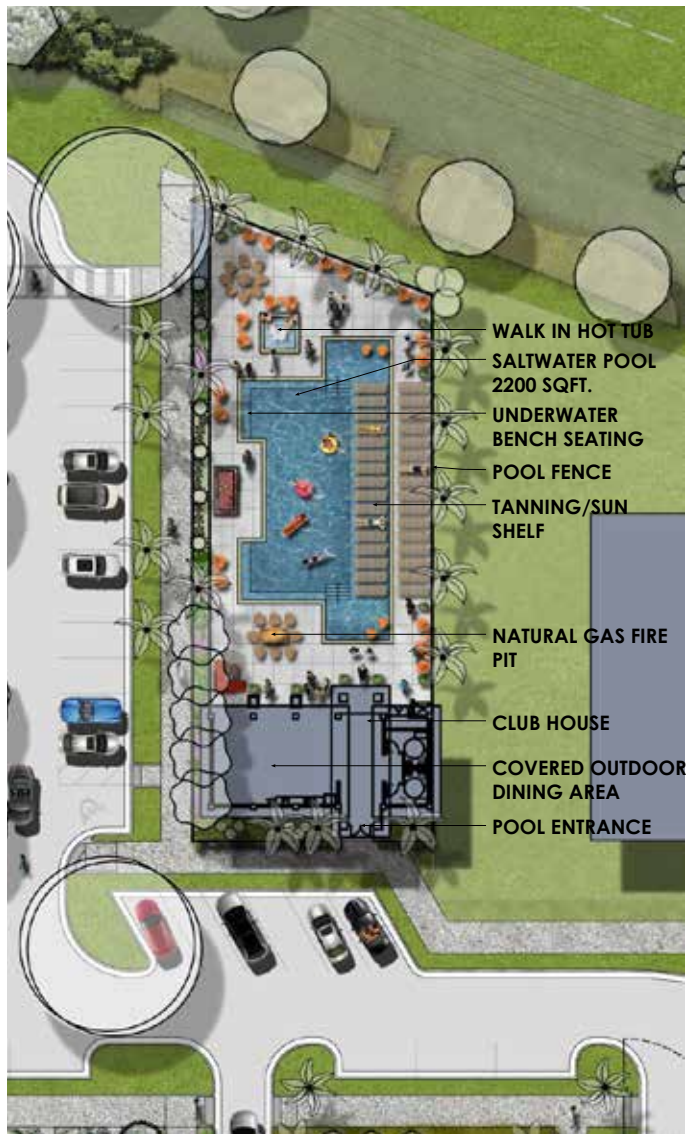 WALK IN HOT TUB
SALTWATER POOL
2200 SQFT.
UNDERWATER
BENCH SEATING
POOL FENCE
TANNING/SUN
SHELF
NATURAL GAS FIRE
PIT
CLUB HOUSE
COVERED OUTDOOR
DINING AREA
POOL ENTRANCE